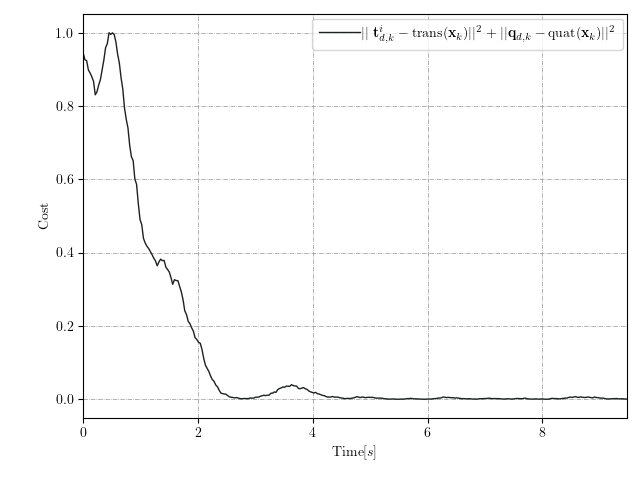 || t^i_{d,k} − trans(x_k)||^2 + ||q_{d,k} − quat(x_k)||^2
1.0
0.8
0.6
0.4
0.2
0.0
Cost
0 2 4 6 8
Time[s]